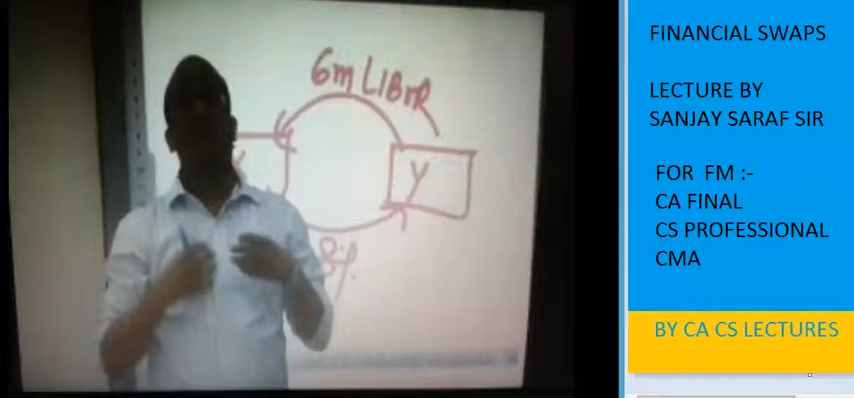 6m LIBOR
Y
8%
FINANCIAL SWAPS
LECTURE BY
SANJAY SARAF SIR
FOR FM :-
CA FINAL
CS PROFESSIONAL
CMA
BY CA CS LECTURES